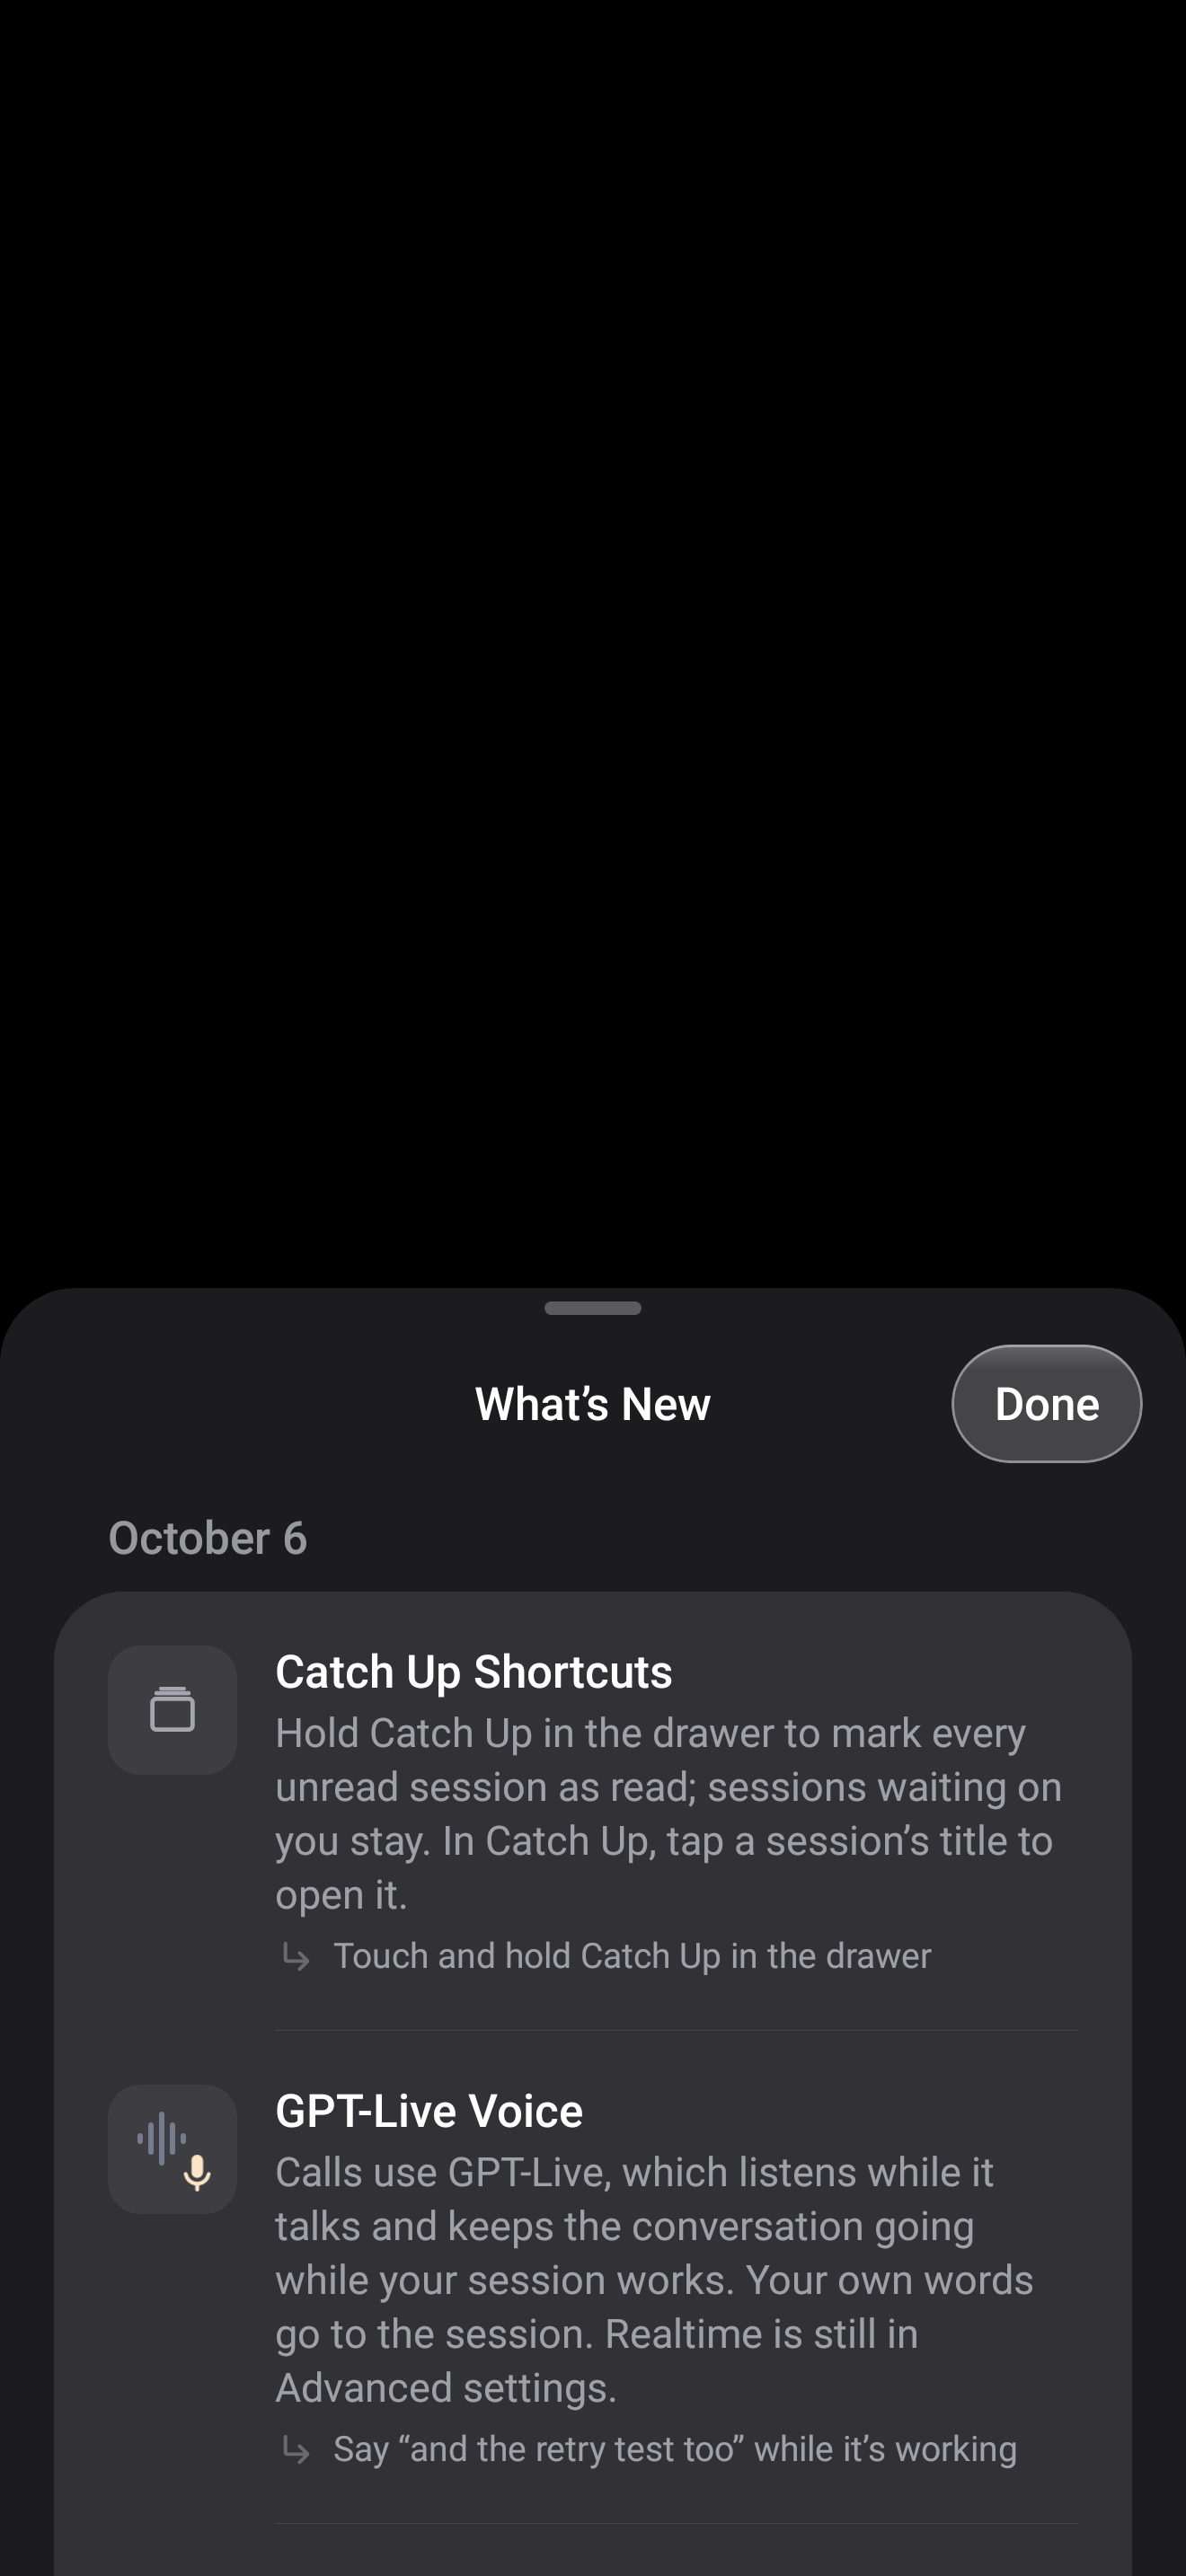 What’s New
Done
October 6
Catch Up Shortcuts
Hold Catch Up in the drawer to mark every
unread session as read; sessions waiting on
you stay. In Catch Up, tap a session’s title to
open it.
Touch and hold Catch Up in the drawer
GPT-Live Voice
Calls use GPT-Live, which listens while it
talks and keeps the conversation going
while your session works. Your own words
go to the session. Realtime is still in
Advanced settings.
Say “and the retry test too” while it’s working